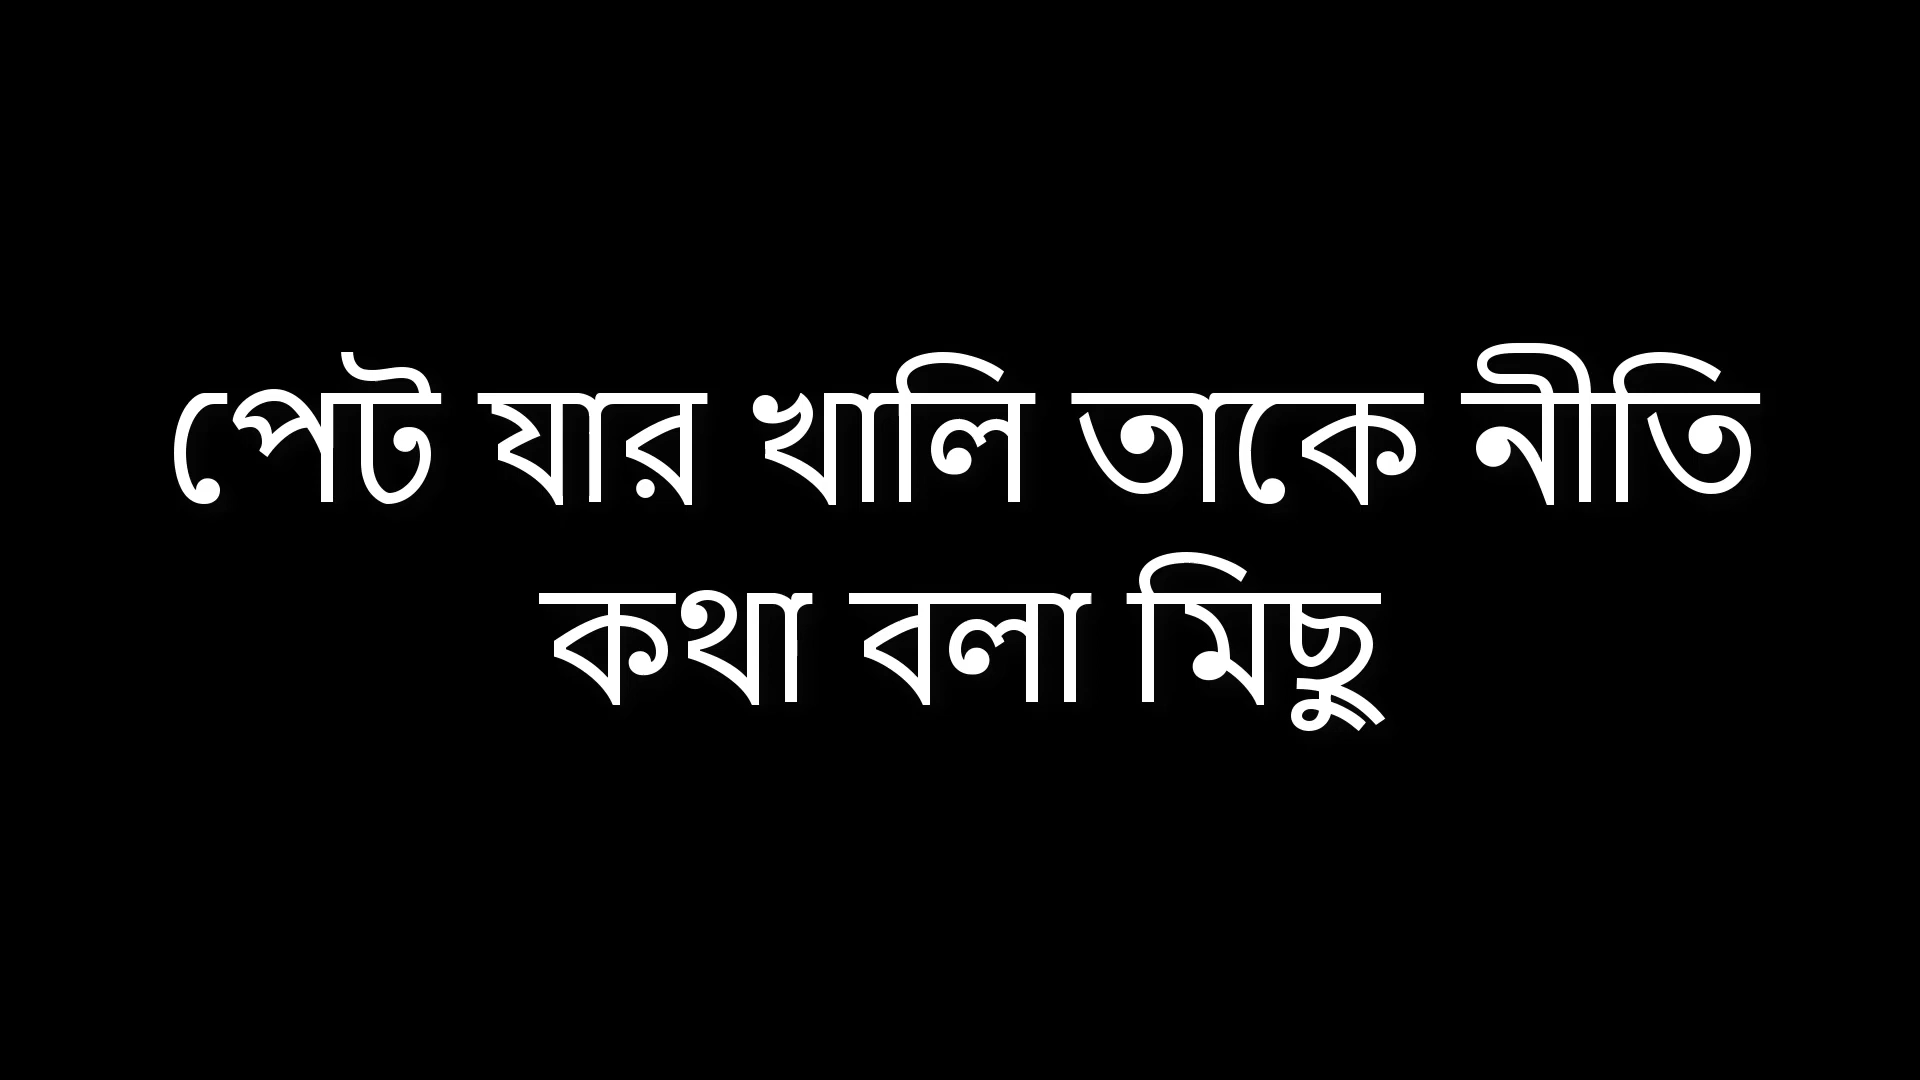 পেট যার খালি তাকে নীতি
কথা বলা মিছু